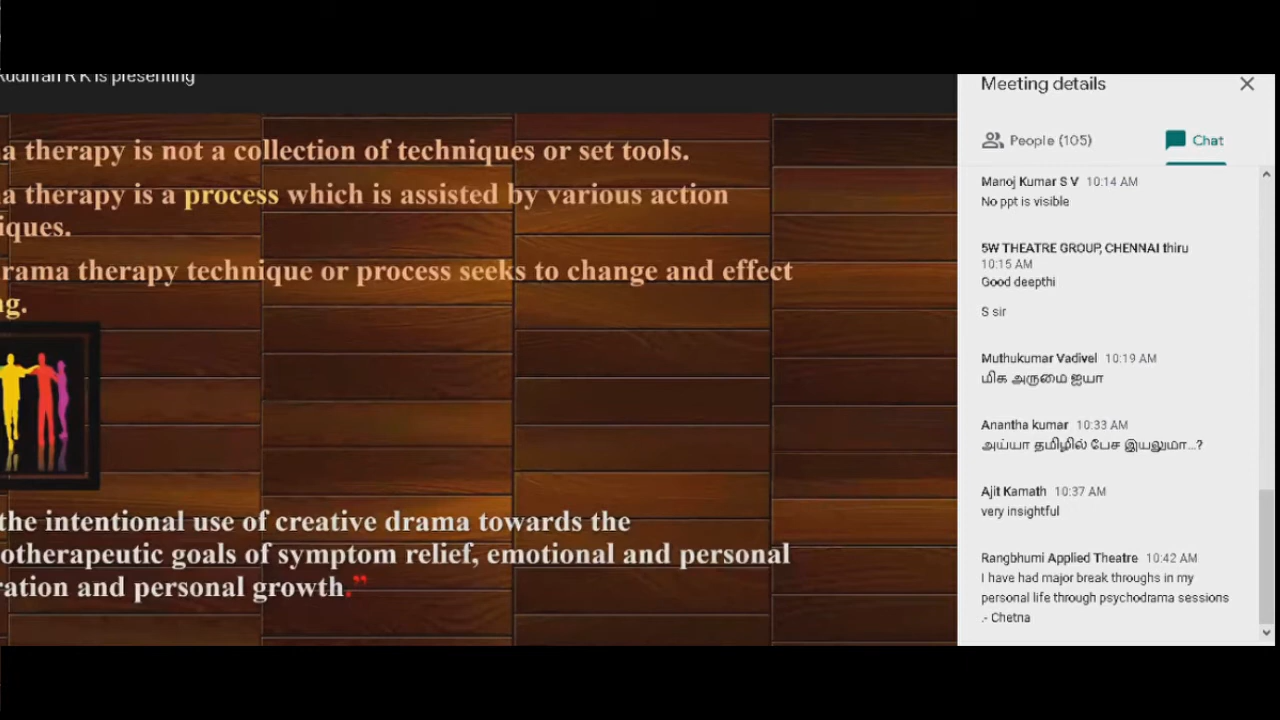 Rudhran R K is presenting
a therapy is not a collection of techniques or set tools.
a therapy is a process which is assisted by various action
iques.
rama therapy technique or process seeks to change and effect
ng.
the intentional use of creative drama towards the
otherapeutic goals of symptom relief, emotional and personal
ration and personal growth.”
Meeting details
People (105)
Chat
Manoj Kumar S V 10:14 AM
No ppt is visible
5W THEATRE GROUP, CHENNAI thiru
10:15 AM
Good deepthi
S sir
Muthukumar Vadivel 10:19 AM
மிக அருமை ஐயா
Anantha kumar 10:33 AM
அய்யா தமிழில் பேச இயலுமா...?
Ajit Kamath 10:37 AM
very insightful
Rangbhumi Applied Theatre 10:42 AM
I have had major break throughs in my
personal life through psychodrama sessions
.- Chetna